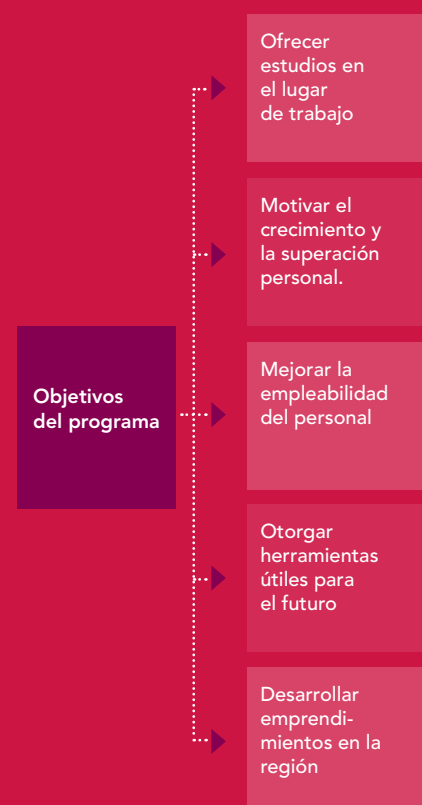 Objetivos
del programa
Ofrecer
estudios en
el lugar
de trabajo
Motivar el
crecimiento y
la superación
personal.
Mejorar la
empleabilidad
del personal
Otorgar
herramientas
útiles para
el futuro
Desarrollar
emprendi-
mientos en la
región